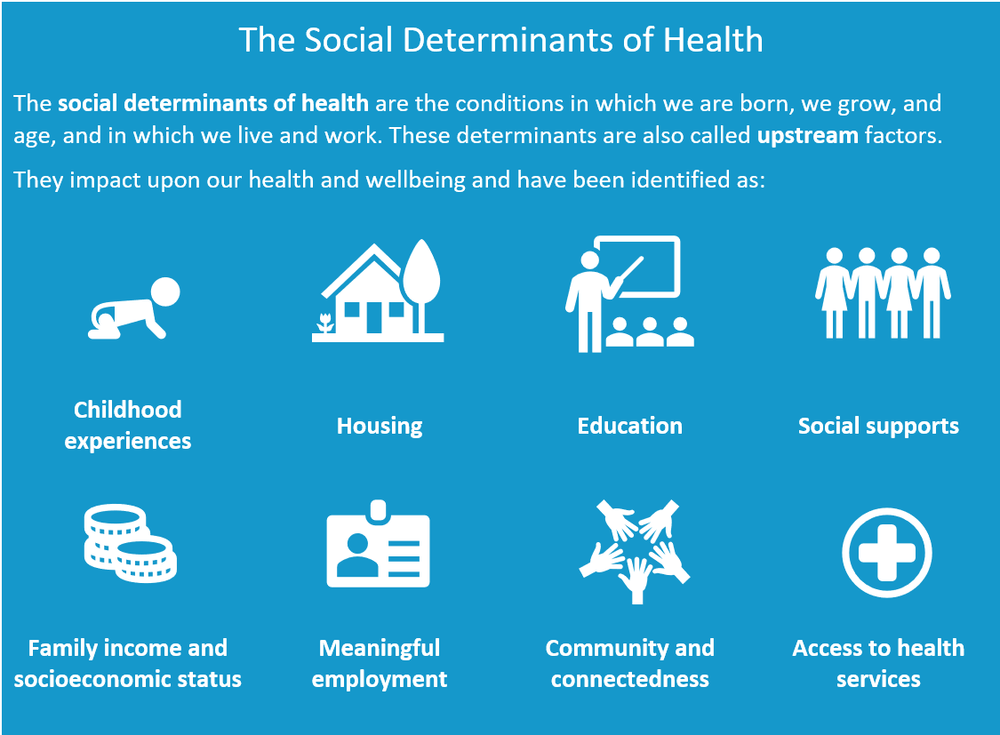 The Social Determinants of Health
The social determinants of health are the conditions in which we are born, we grow, and
age, and in which we live and work. These determinants are also called upstream factors.
They impact upon our health and wellbeing and have been identified as:
Childhood
experiences
Housing
Education
Social supports
Family income and
socioeconomic status
Meaningful
employment
Community and
connectedness
Access to health
services